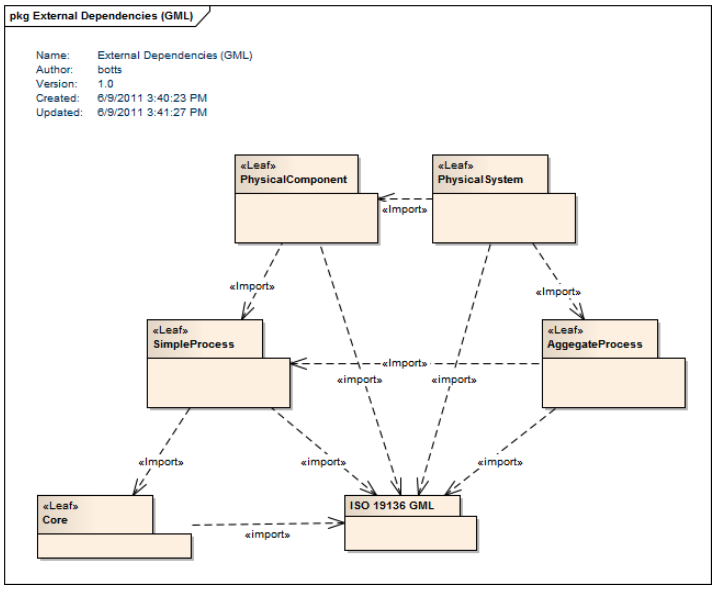 pkg External Dependencies (GML)
Name: External Dependencies (GML)
Author: botts
Version: 1.0
Created: 6/9/2011 3:40:23 PM
Updated: 6/9/2011 3:41:27 PM
«Leaf»
PhysicalComponent
«Leaf»
PhysicalSystem
«Import»
«Import»
«Import»
«Leaf»
SimpleProcess
«Leaf»
AggegateProcess
«Import»
«import»
«import»
«Import»
«import»
«import»
«Leaf»
Core
ISO 19136 GML
«import»